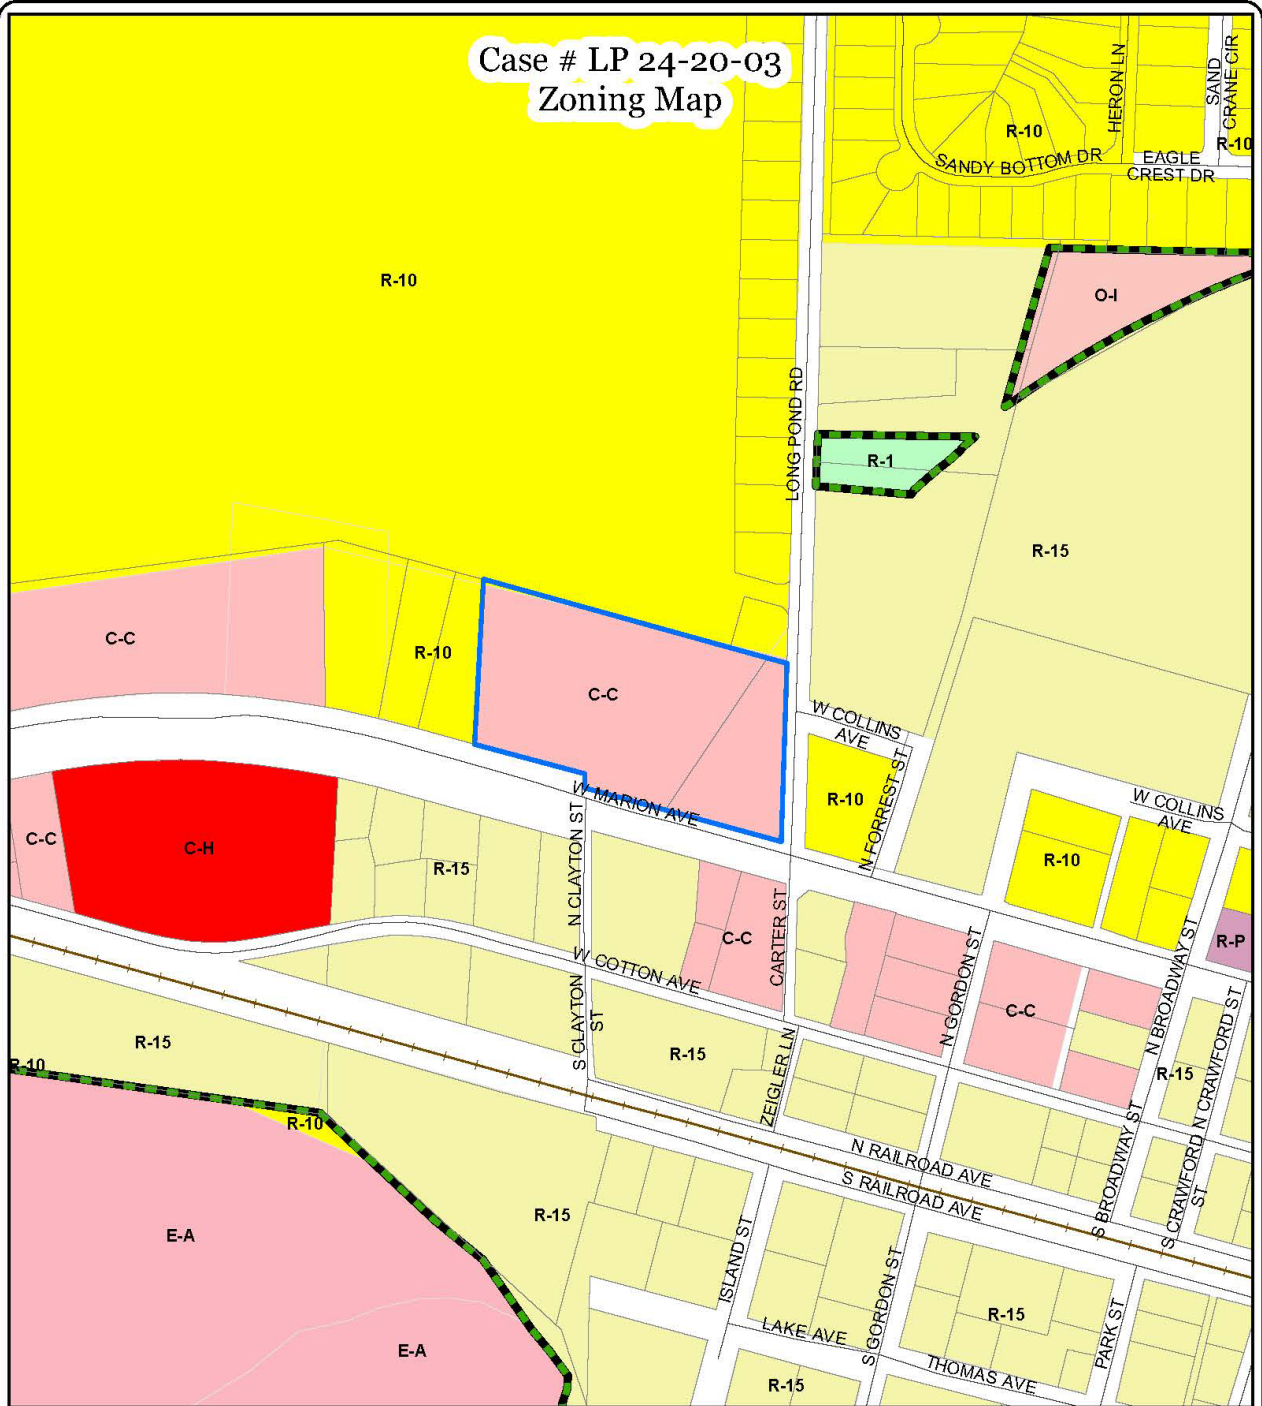 Case # LP 24-20-03
Zoning Map
HERON LN
SAND
CRANE CIR
R-10
R-10
SANDY BOTTOM DR
EAGLE
CREST DR
R-10
O-I
LONG POND RD
R-1
R-15
C-C
R-10
C-C
W COLLINS
AVE
R-10
N FORREST ST
W MARION AVE
W COLLINS
AVE
C-C
C-H
R-15
N CLAYTON ST
R-10
C-C
CARTER ST
R-P
W COTTON AVE
N GORDON ST
C-C
N BROADWAY ST
S CLAYTON
ST
R-15
R-15
R-15
N CRAWFORD ST
R-10
ZEIGLER LN
R-10
N RAILROAD AVE
S RAILROAD AVE
S BROADWAY ST
S CRAWFORD
ST
R-15
E-A
ISLAND ST
S GORDON ST
R-15
LAKE AVE
PARK ST
E-A
THOMAS AVE
R-15